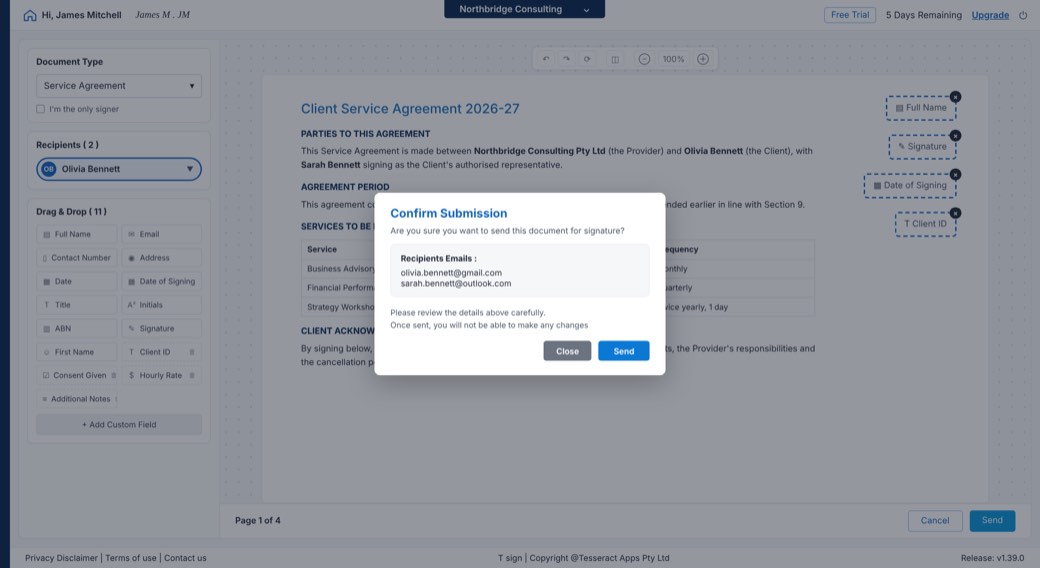 Hi, James Mitchell
James M . JM
Northbridge Consulting
Free Trial
5 Days Remaining
Upgrade
Document Type
Service Agreement
I'm the only signer
Recipients ( 2 )
OB Olivia Bennett
Drag & Drop ( 11 )
Full Name
Email
Contact Number
Address
Date
Date of Signing
Title
Initials
ABN
Signature
First Name
Client ID
Consent Given
Hourly Rate
Additional Notes
+ Add Custom Field
100%
Client Service Agreement 2026-27
PARTIES TO THIS AGREEMENT
This Service Agreement is made between Northbridge Consulting Pty Ltd (the Provider) and Olivia Bennett (the Client), with
Sarah Bennett signing as the Client's authorised representative.
AGREEMENT PERIOD
This agreement
nded earlier in line with Section 9.
SERVICES TO BE
Service
equency
Business Advisory
onthly
Financial Perform
uarterly
Strategy Worksho
ice yearly, 1 day
CLIENT ACKNOW
By signing below,
ts, the Provider's responsibilities and
the cancellation p
Full Name
Signature
Date of Signing
T Client ID
Confirm Submission
Are you sure you want to send this document for signature?
Recipients Emails :
olivia.bennett@gmail.com
sarah.bennett@outlook.com
Please review the details above carefully.
Once sent, you will not be able to make any changes
Close
Send
Page 1 of 4
Cancel
Send
Privacy Disclaimer | Terms of use | Contact us
T sign | Copyright @Tesseract Apps Pty Ltd
Release: v1.39.0